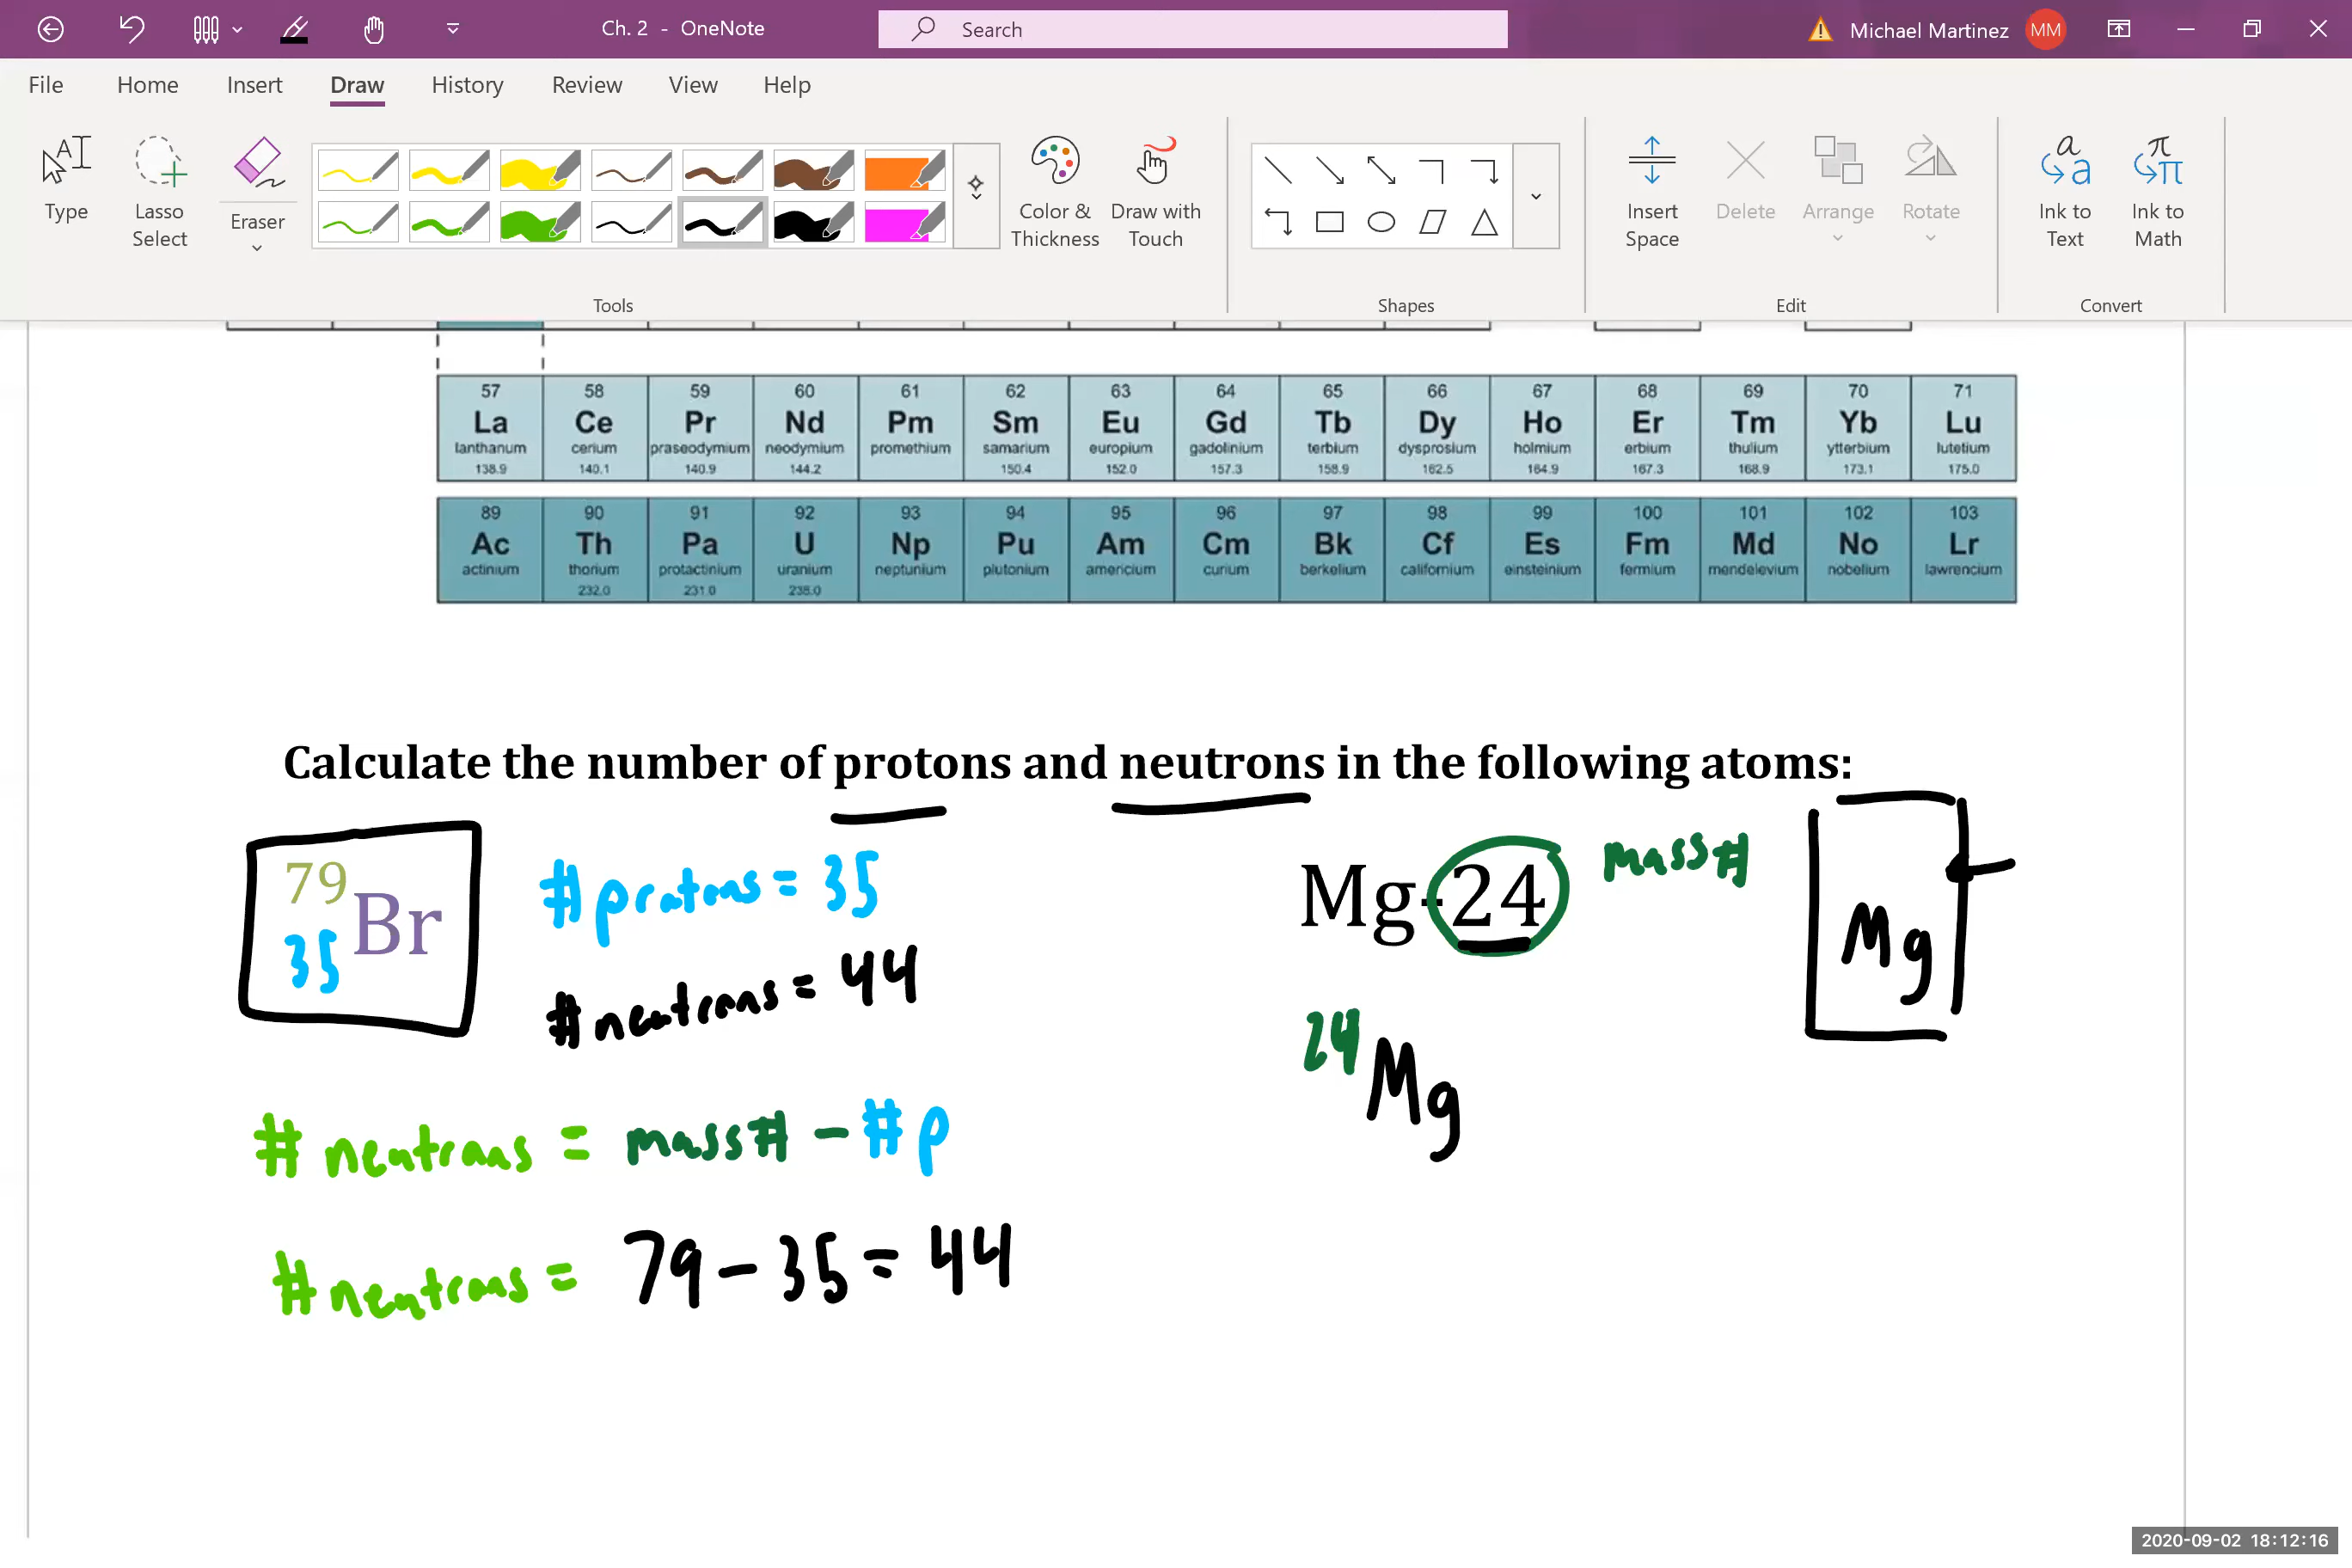 Ch. 2 - OneNote
Search
Michael Martinez MM
File Home Insert Draw History Review View Help
Type
Lasso Select
Eraser
Color & Thickness
Draw with Touch
Insert Space
Delete
Arrange
Rotate
Ink to Text
Ink to Math
Tools
Shapes
Edit
Convert
57 58 59 60 61 62 63 64 65 66 67 68 69 70 71
La Ce Pr Nd Pm Sm Eu Gd Tb Dy Ho Er Tm Yb Lu
lanthanum cerium praseodymium neodymium promethium samarium europium gadolinium terbium dysprosium holmium erbium thulium ytterbium lutetium
138.9 140.1 140.9 144.2 150.4 152.0 157.3 158.9 162.5 164.9 167.3 168.9 173.1 175.0
89 90 91 92 93 94 95 96 97 98 99 100 101 102 103
Ac Th Pa U Np Pu Am Cm Bk Cf Es Fm Md No Lr
actinium thorium protactinium uranium neptunium plutonium americium curium berkelium californium einsteinium fermium mendelevium nobelium lawrencium
232.0 231.0 238.0
Calculate the number of protons and neutrons in the following atoms:
79
35 Br
# protons = 35
# neutrons = 44
# neutrons = mass# - # p
# neutrons = 79 - 35 = 44
Mg-24 mass#
Mg
24 Mg
2020-09-02 18:12:16